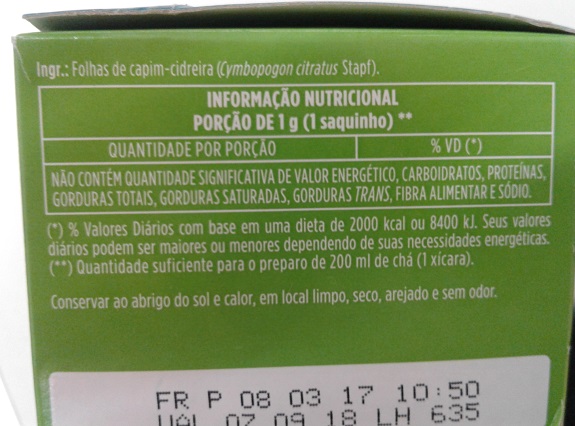 Ingr.: Folhas de capim-cidreira (Cymbopogon citratus Stapf).
INFORMAÇÃO NUTRICIONAL
PORÇÃO DE 1 g (1 saquinho) **
QUANTIDADE POR PORÇÃO % VD (*)
NÃO CONTÉM QUANTIDADE SIGNIFICATIVA DE VALOR ENERGÉTICO, CARBOIDRATOS, PROTEÍNAS,
GORDURAS TOTAIS, GORDURAS SATURADAS, GORDURAS TRANS, FIBRA ALIMENTAR E SÓDIO.
(*) % Valores Diários com base em uma dieta de 2000 kcal ou 8400 kJ. Seus valores
diários podem ser maiores ou menores dependendo de suas necessidades energéticas.
(**) Quantidade suficiente para o preparo de 200 ml de chá (1 xícara).
Conservar ao abrigo do sol e calor, em local limpo, seco, arejado e sem odor.
FR P 08 03 17 10:50
VAL 07 09 18 LH 635